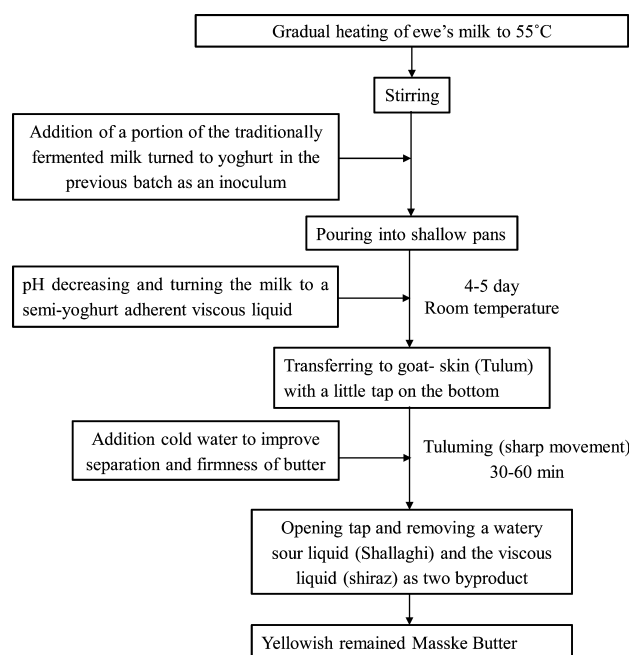 Gradual heating of ewe's milk to 55˚C
Stirring
Addition of a portion of the traditionally
fermented milk turned to yoghurt in the
previous batch as an inoculum
Pouring into shallow pans
pH decreasing and turning the milk to a
semi-yoghurt adherent viscous liquid
4-5 day
Room temperature
Transferring to goat- skin (Tulum)
with a little tap on the bottom
Addition cold water to improve
separation and firmness of butter
Tuluming (sharp movement)
30-60 min
Opening tap and removing a watery
sour liquid (Shallaghi) and the viscous
liquid (shiraz) as two byproduct
Yellowish remained Masske Butter